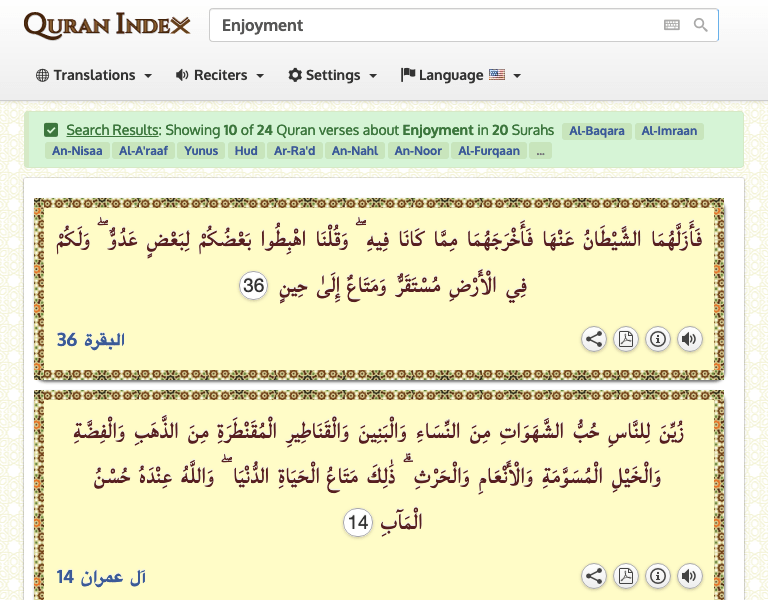 QURAN INDEX
Enjoyment
Translations Reciters Settings Language
Search Results: Showing 10 of 24 Quran verses about Enjoyment in 20 Surahs Al-Baqara Al-Imraan
An-Nisaa Al-A'raaf Yunus Hud Ar-Ra'd An-Nahl An-Noor Al-Furqaan ...
فَأَزَلَّهُمَا الشَّيْطَانُ عَنْهَا فَأَخْرَجَهُمَا مِمَّا كَانَا فِيهِ ۖ وَقُلْنَا اهْبِطُوا بَعْضُكُمْ لِبَعْضٍ عَدُوٌّ ۖ وَلَكُمْ
فِي الْأَرْضِ مُسْتَقَرٌّ وَمَتَاعٌ إِلَىٰ حِينٍ 36
البقرة 36
زُيِّنَ لِلنَّاسِ حُبُّ الشَّهَوَاتِ مِنَ النِّسَاءِ وَالْبَنِينَ وَالْقَنَاطِيرِ الْمُقَنْطَرَةِ مِنَ الذَّهَبِ وَالْفِضَّةِ
وَالْخَيْلِ الْمُسَوَّمَةِ وَالْأَنْعَامِ وَالْحَرْثِ ۗ ذَٰلِكَ مَتَاعُ الْحَيَاةِ الدُّنْيَا ۖ وَاللَّهُ عِنْدَهُ حُسْنُ
الْمَآبِ 14
آل عمران 14